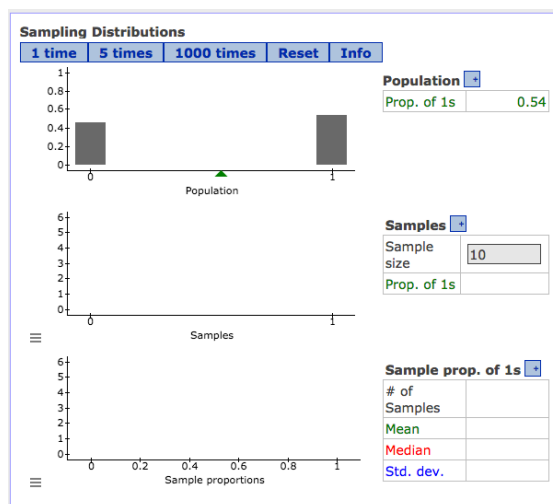 Sampling Distributions
1 time 5 times 1000 times Reset Info
1
0.8
0.6
0.4
0.2
0
0 1
Population
Population +
Prop. of 1s 0.54
6
5
4
3
2
1
0
0 1
Samples
Samples +
Sample
size
10
Prop. of 1s
6
5
4
3
2
1
0
0 0.2 0.4 0.6 0.8 1
Sample proportions
Sample prop. of 1s +
# of
Samples
Mean
Median
Std. dev.